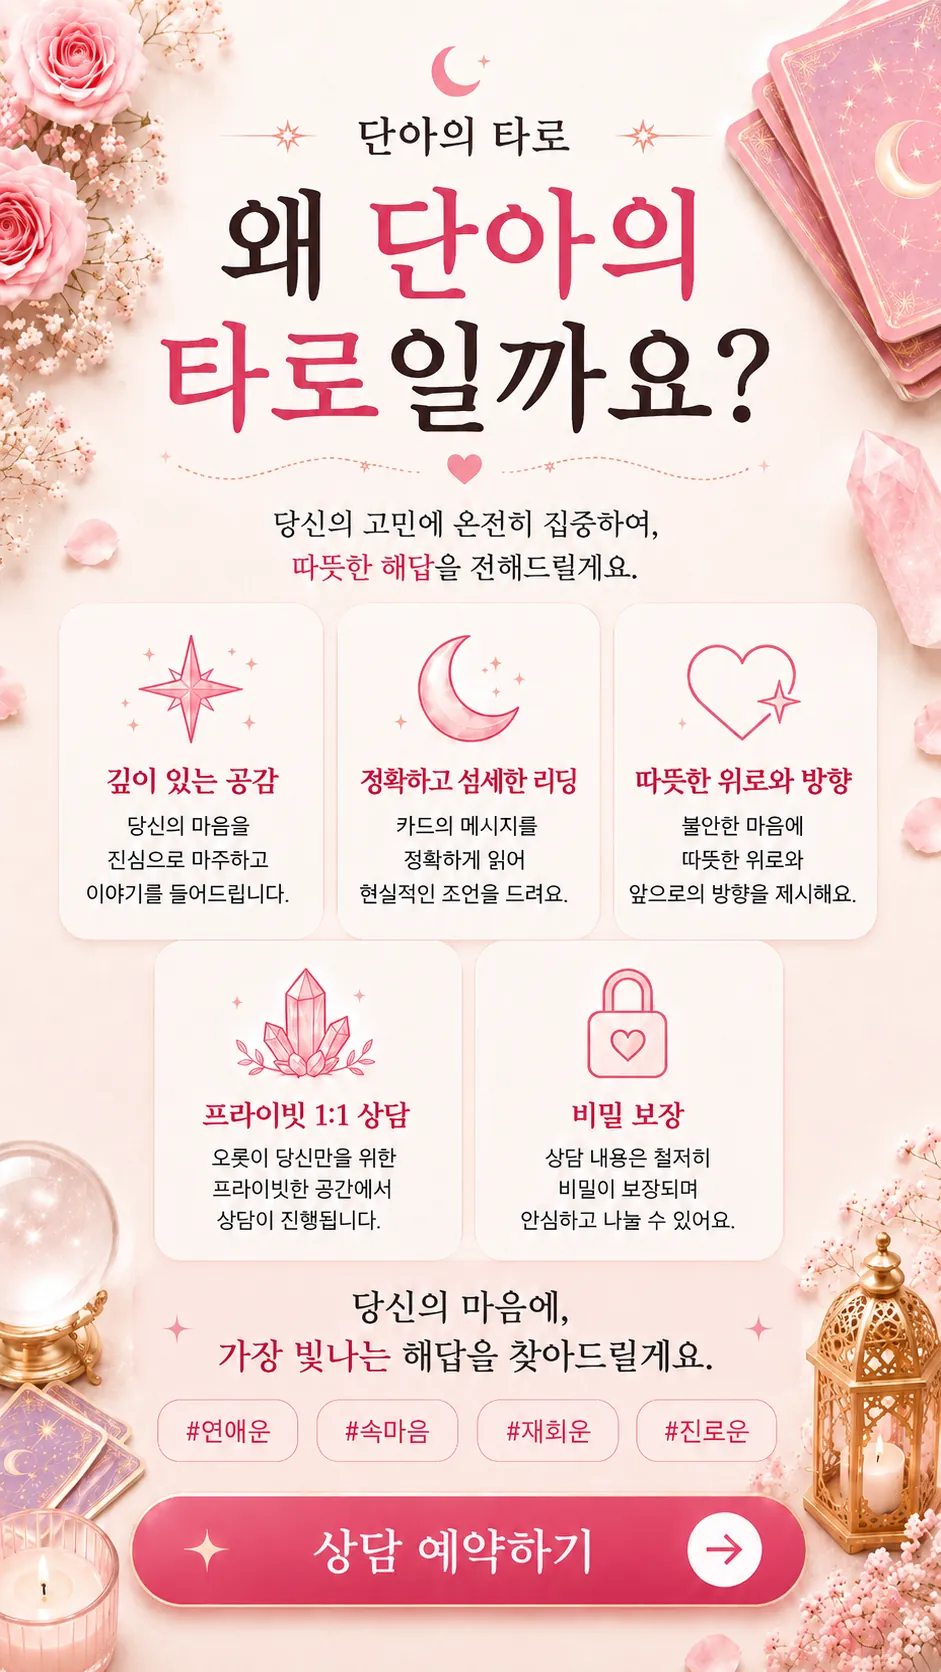 단아의 타로
왜 단아의
타로일까요?
당신의 고민에 온전히 집중하여,
따뜻한 해답을 전해드릴게요.
깊이 있는 공감
당신의 마음을
진심으로 마주하고
이야기를 들어드립니다.
정확하고 섬세한 리딩
카드의 메시지를
정확하게 읽어
현실적인 조언을 드려요.
따뜻한 위로와 방향
불안한 마음에
따뜻한 위로와
앞으로의 방향을 제시해요.
프라이빗 1:1 상담
오롯이 당신만을 위한
프라이빗한 공간에서
상담이 진행됩니다.
비밀 보장
상담 내용은 철저히
비밀이 보장되며
안심하고 나눌 수 있어요.
당신의 마음에,
가장 빛나는 해답을 찾아드릴게요.
#연애운
#속마음
#재회운
#진로운
상담 예약하기